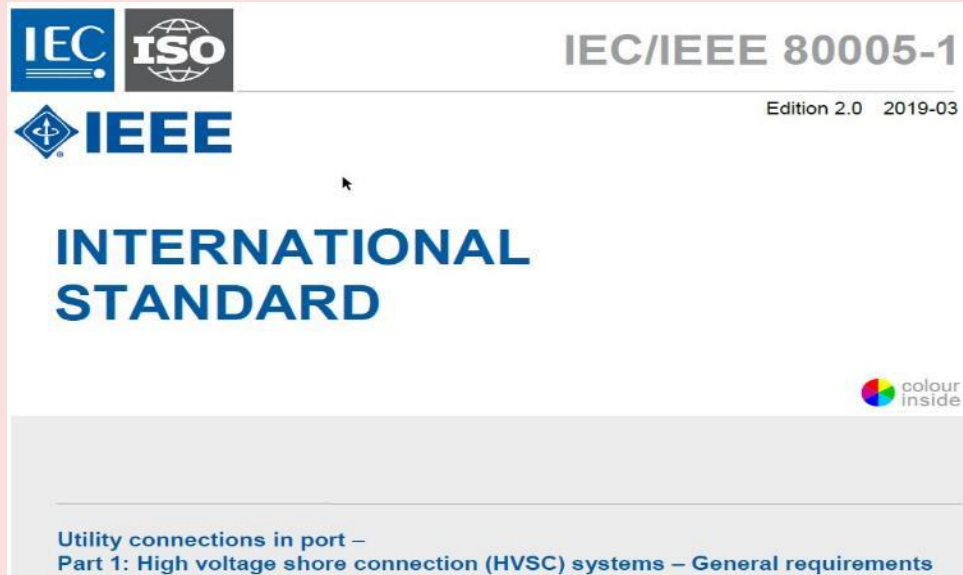 IEC ISO
IEC/IEEE 80005-1
Edition 2.0 2019-03
IEEE
INTERNATIONAL
STANDARD
colour
inside
Utility connections in port –
Part 1: High voltage shore connection (HVSC) systems – General requirements